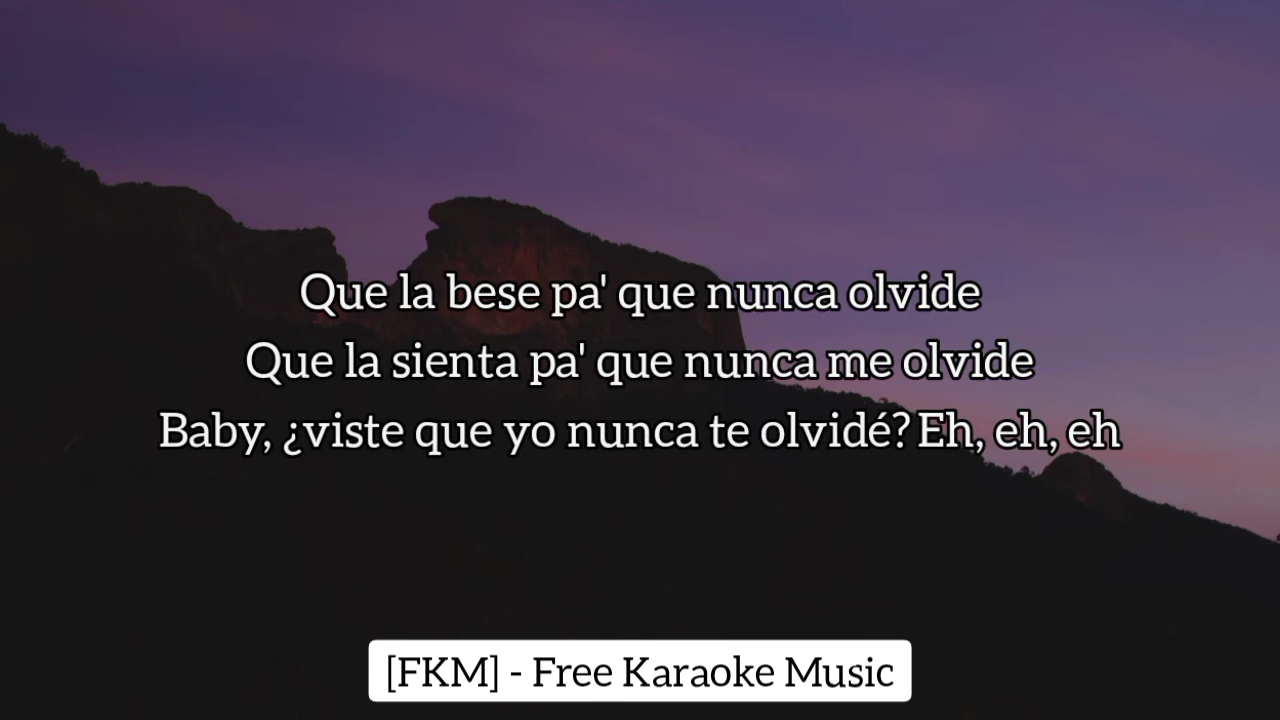 Que la bese pa' que nunca olvide
Que la sienta pa' que nunca me olvide
Baby, ¿viste que yo nunca te olvidé? Eh, eh, eh
[FKM] - Free Karaoke Music